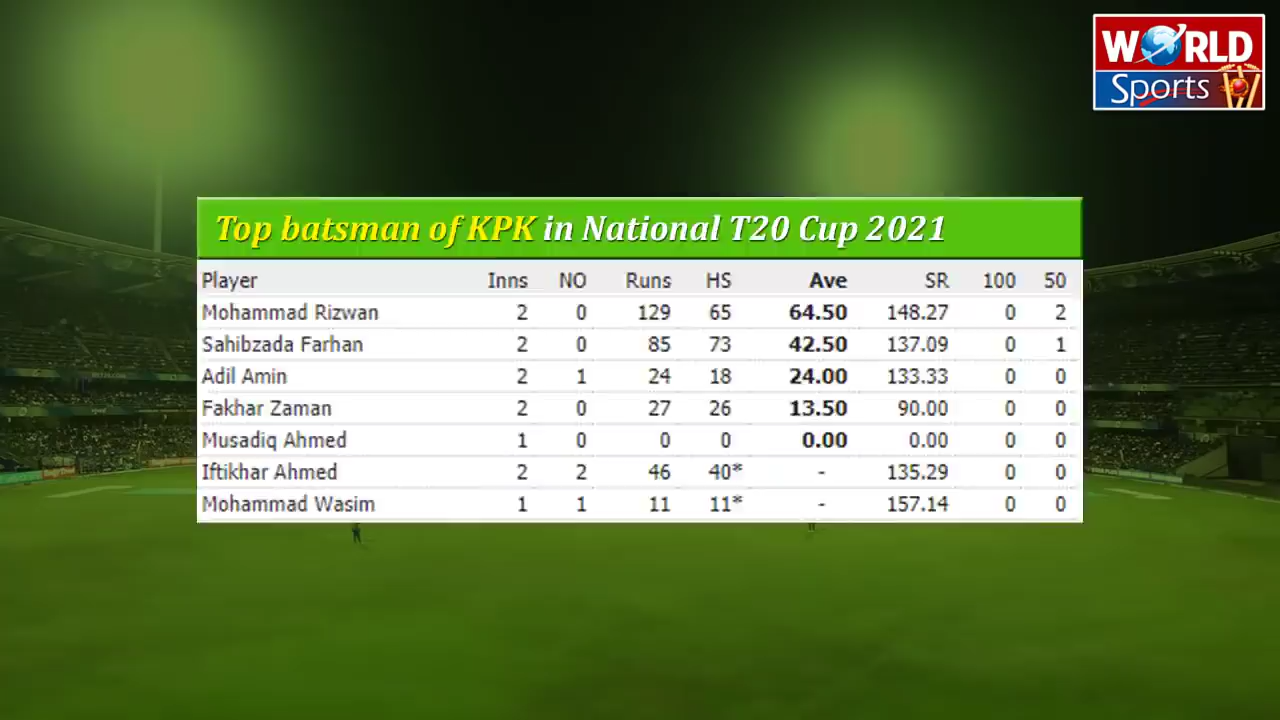 WORLD
Sports
Top batsman of KPK in National T20 Cup 2021
Player Inns NO Runs HS Ave SR 100 50
Mohammad Rizwan 2 0 129 65 64.50 148.27 0 2
Sahibzada Farhan 2 0 85 73 42.50 137.09 0 1
Adil Amin 2 1 24 18 24.00 133.33 0 0
Fakhar Zaman 2 0 27 26 13.50 90.00 0 0
Musadiq Ahmed 1 0 0 0 0.00 0.00 0 0
Iftikhar Ahmed 2 2 46 40* - 135.29 0 0
Mohammad Wasim 1 1 11 11* - 157.14 0 0